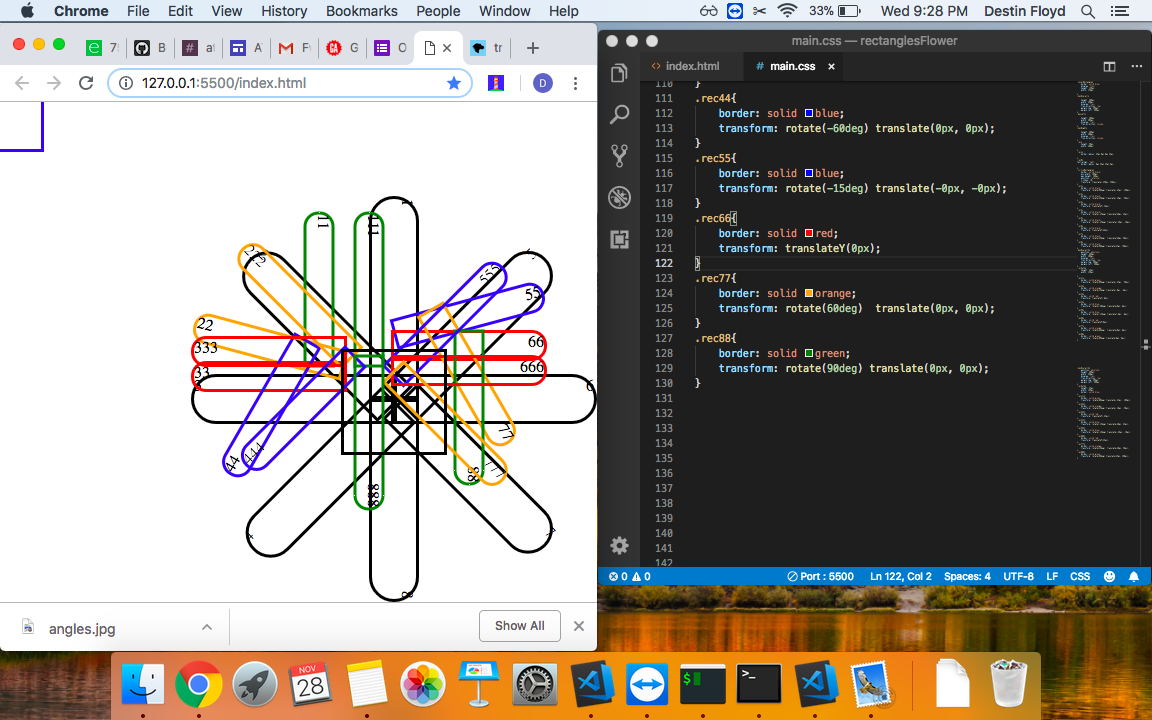 Chrome File Edit View History Bookmarks People Window Help 33% Wed 9:28 PM Destin Floyd
main.css — rectanglesFlower
127.0.0.1:5500/index.html D
<> index.html # main.css ×
110 }
111 .rec44{
112 border: solid blue;
113 transform: rotate(-60deg) translate(0px, 0px);
114 }
115 .rec55{
116 border: solid blue;
117 transform: rotate(-15deg) translate(-0px, -0px);
118 }
119 .rec66{
120 border: solid red;
121 transform: translateY(0px);
122 }
123 .rec77{
124 border: solid orange;
125 transform: rotate(60deg)  translate(0px, 0px);
126 }
127 .rec88{
128 border: solid green;
129 transform: rotate(90deg) translate(0px, 0px);
130 }
131
132
133
134
135
136
137
138
139
140
141
142
11
111
1
222
555
5
55
22
333
66
33
666
6
44
444
77
777
88
888
8
0 0 Port : 5500 Ln 122, Col 2 Spaces: 4 UTF-8 LF CSS
angles.jpg Show All
NOV
28